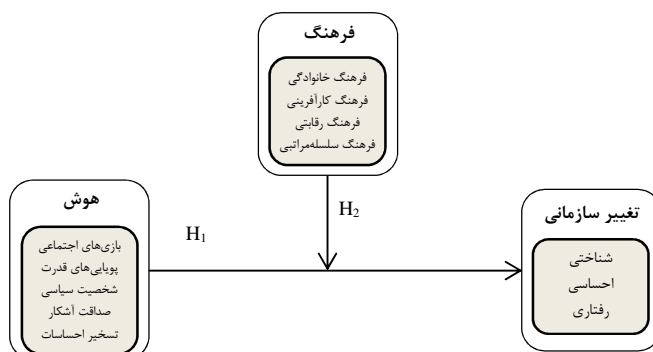 فرهنگ
فرهنگ خانوادگی
فرهنگ کارآفرینی
فرهنگ رقابتی
فرهنگ سلسله‌مراتبی
هوش
بازی‌های اجتماعی
پویایی‌های قدرت
شخصیت سیاسی
صداقت آشکار
تسخیر احساسات
H₁
H₂
تغییر سازمانی
شناختی
احساسی
رفتاری